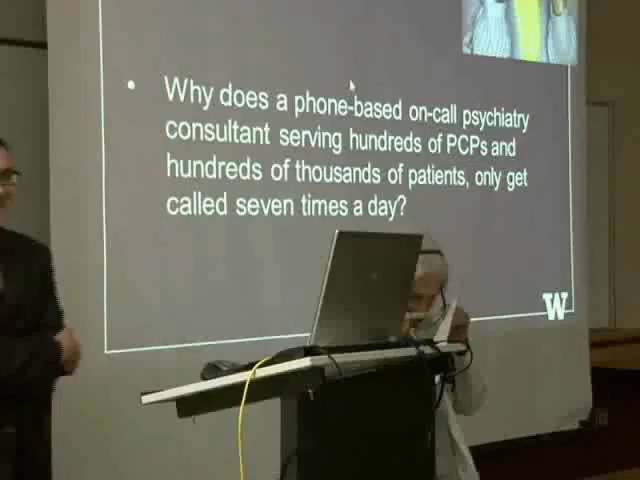 • Why does a phone-based on-call psychiatry
consultant serving hundreds of PCPs and
hundreds of thousands of patients, only get
called seven times a day?
W